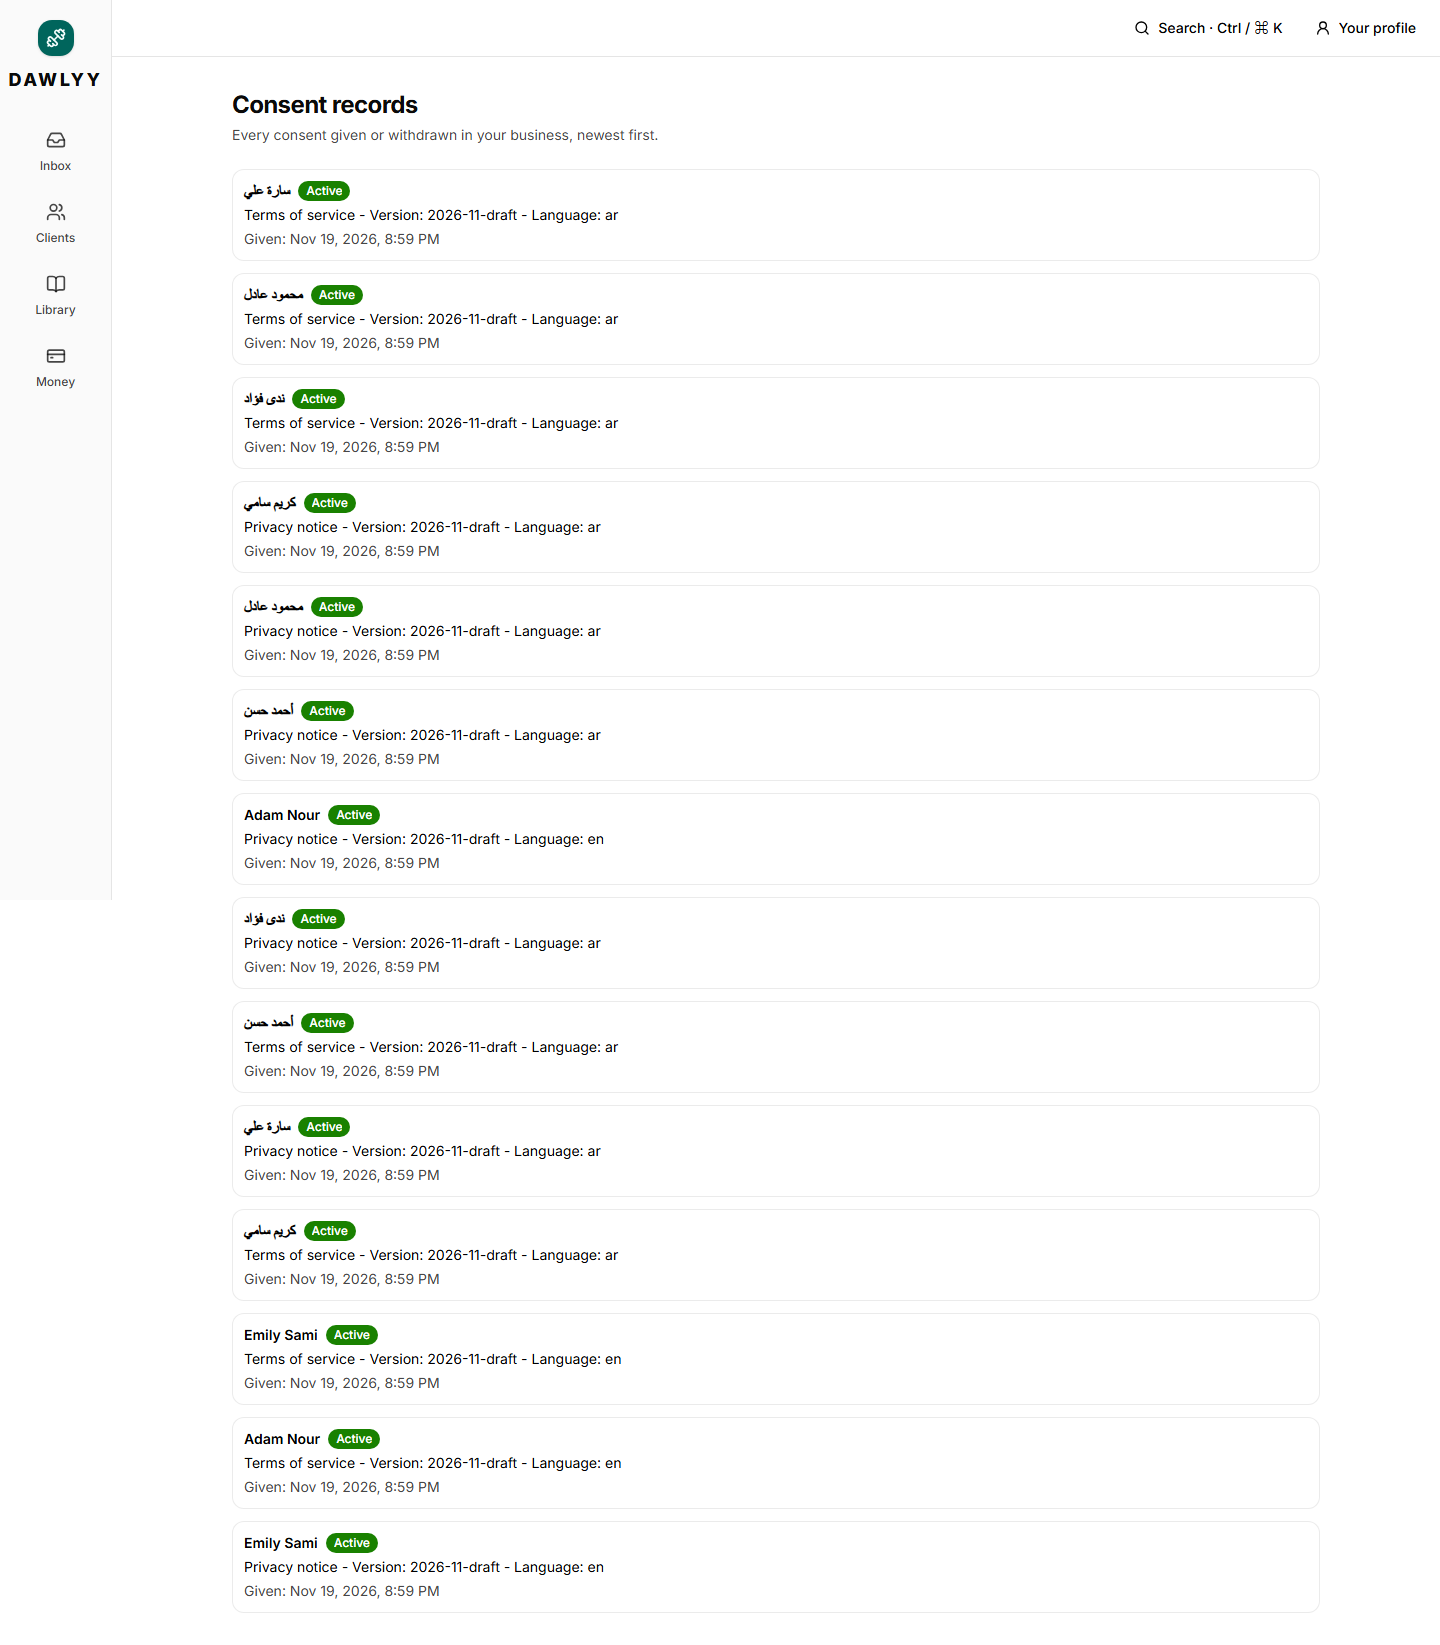 DAWLYY
Inbox
Clients
Library
Money
Search · Ctrl / ⌘ K
Your profile
Consent records
Every consent given or withdrawn in your business, newest first.
سارة علي Active
Terms of service - Version: 2026-11-draft - Language: ar
Given: Nov 19, 2026, 8:59 PM
محمود عادل Active
Terms of service - Version: 2026-11-draft - Language: ar
Given: Nov 19, 2026, 8:59 PM
ندى فؤاد Active
Terms of service - Version: 2026-11-draft - Language: ar
Given: Nov 19, 2026, 8:59 PM
كريم سامي Active
Privacy notice - Version: 2026-11-draft - Language: ar
Given: Nov 19, 2026, 8:59 PM
محمود عادل Active
Privacy notice - Version: 2026-11-draft - Language: ar
Given: Nov 19, 2026, 8:59 PM
أحمد حسن Active
Privacy notice - Version: 2026-11-draft - Language: ar
Given: Nov 19, 2026, 8:59 PM
Adam Nour Active
Privacy notice - Version: 2026-11-draft - Language: en
Given: Nov 19, 2026, 8:59 PM
ندى فؤاد Active
Privacy notice - Version: 2026-11-draft - Language: ar
Given: Nov 19, 2026, 8:59 PM
أحمد حسن Active
Terms of service - Version: 2026-11-draft - Language: ar
Given: Nov 19, 2026, 8:59 PM
سارة علي Active
Privacy notice - Version: 2026-11-draft - Language: ar
Given: Nov 19, 2026, 8:59 PM
كريم سامي Active
Terms of service - Version: 2026-11-draft - Language: ar
Given: Nov 19, 2026, 8:59 PM
Emily Sami Active
Terms of service - Version: 2026-11-draft - Language: en
Given: Nov 19, 2026, 8:59 PM
Adam Nour Active
Terms of service - Version: 2026-11-draft - Language: en
Given: Nov 19, 2026, 8:59 PM
Emily Sami Active
Privacy notice - Version: 2026-11-draft - Language: en
Given: Nov 19, 2026, 8:59 PM